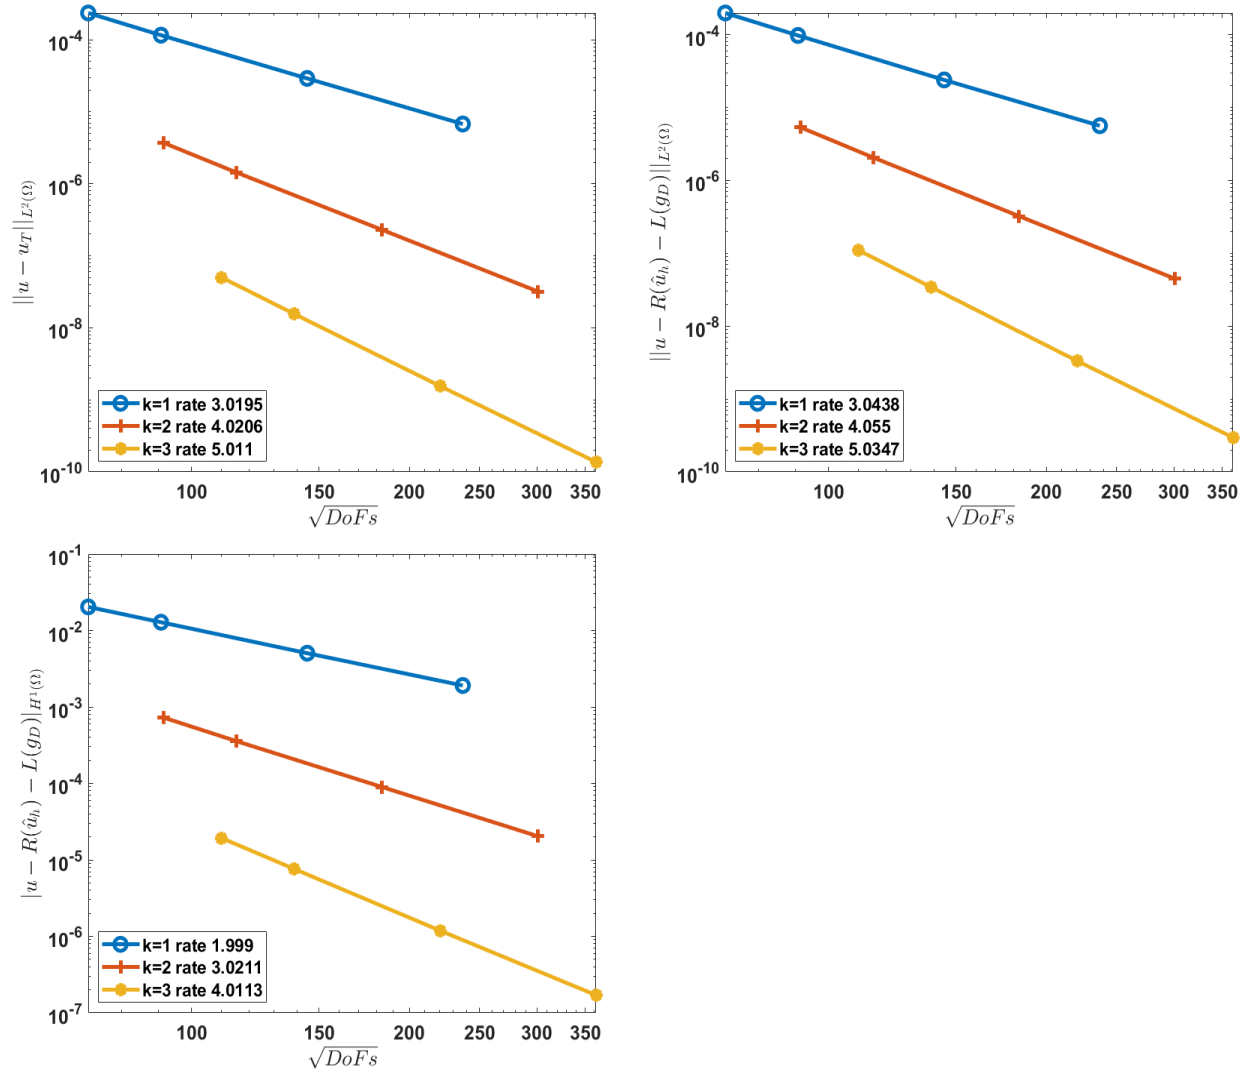 10^-4
10^-6
10^-8
10^-10
||u − u_T||_{L^2(Ω)}
k=1 rate 3.0195
k=2 rate 4.0206
k=3 rate 5.011
100 150 200 250 300 350
√DoFs
10^-4
10^-6
10^-8
10^-10
||u − R(û_h) − L(g_D)||_{L^2(Ω)}
k=1 rate 3.0438
k=2 rate 4.055
k=3 rate 5.0347
100 150 200 250 300 350
√DoFs
10^-1
10^-2
10^-3
10^-4
10^-5
10^-6
10^-7
|u − R(û_h) − L(g_D)|_{H^1(Ω)}
k=1 rate 1.999
k=2 rate 3.0211
k=3 rate 4.0113
100 150 200 250 300 350
√DoFs